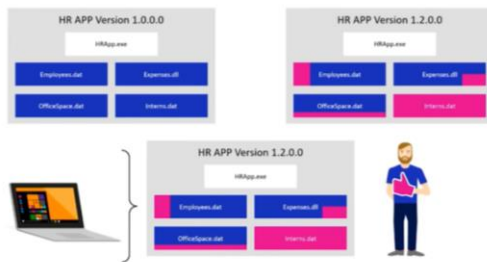 HR APP Version 1.0.0.0
HRApp.exe
Employees.dat
Expenses.dll
OfficeSpace.dat
Interns.dat
HR APP Version 1.2.0.0
HRApp.exe
Employees.dat
Expenses.dll
OfficeSpace.dat
Interns.dat
HR APP Version 1.2.0.0
HRApp.exe
Employees.dat
Expenses.dll
OfficeSpace.dat
Interns.dat